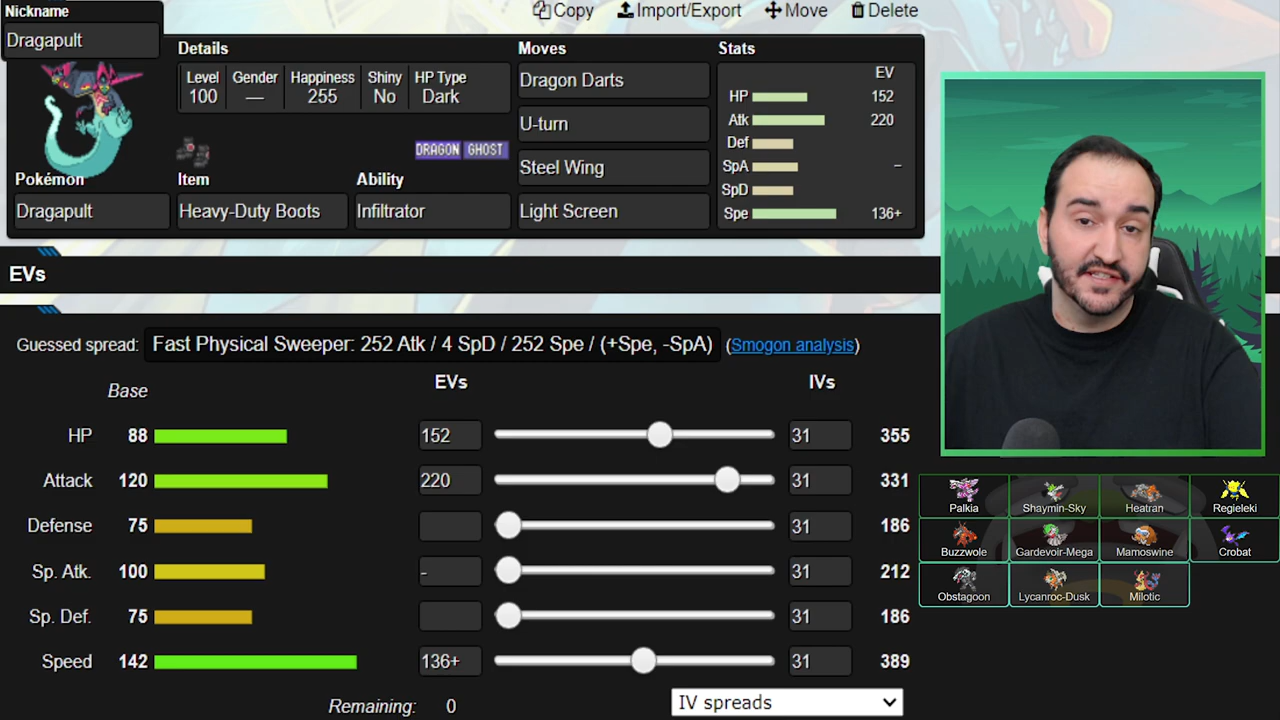 Nickname
Dragapult
Copy Import/Export Move Delete
Details
Level Gender Happiness Shiny HP Type
100 — 255 No Dark
DRAGON GHOST
Pokémon
Dragapult
Item
Heavy-Duty Boots
Ability
Infiltrator
Moves
Dragon Darts
U-turn
Steel Wing
Light Screen
Stats
EV
HP 152
Atk 220
Def
SpA –
SpD
Spe 136+
EVs
Guessed spread: Fast Physical Sweeper: 252 Atk / 4 SpD / 252 Spe / (+Spe, -SpA) (Smogon analysis)
Base EVs IVs
HP 88 152 31 355
Attack 120 220 31 331
Defense 75 31 186
Sp. Atk. 100 - 31 212
Sp. Def. 75 31 186
Speed 142 136+ 31 389
Remaining: 0
IV spreads
Palkia Shaymin-Sky Heatran Regieleki
Buzzwole Gardevoir-Mega Mamoswine Crobat
Obstagoon Lycanroc-Dusk Milotic